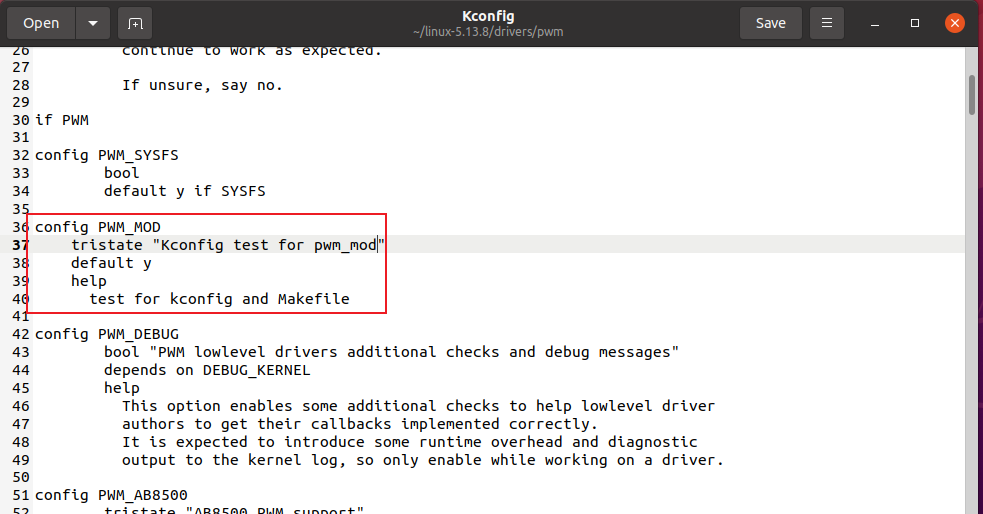 Open
Kconfig
~/linux-5.13.8/drivers/pwm
Save
26 continue to work as expected.
27
28 If unsure, say no.
29
30 if PWM
31
32 config PWM_SYSFS
33 bool
34 default y if SYSFS
35
36 config PWM_MOD
37 tristate "Kconfig test for pwm_mod"
38 default y
39 help
40 test for kconfig and Makefile
41
42 config PWM_DEBUG
43 bool "PWM lowlevel drivers additional checks and debug messages"
44 depends on DEBUG_KERNEL
45 help
46 This option enables some additional checks to help lowlevel driver
47 authors to get their callbacks implemented correctly.
48 It is expected to introduce some runtime overhead and diagnostic
49 output to the kernel log, so only enable while working on a driver.
50
51 config PWM_AB8500
52 tristate "AB8500 PWM support"